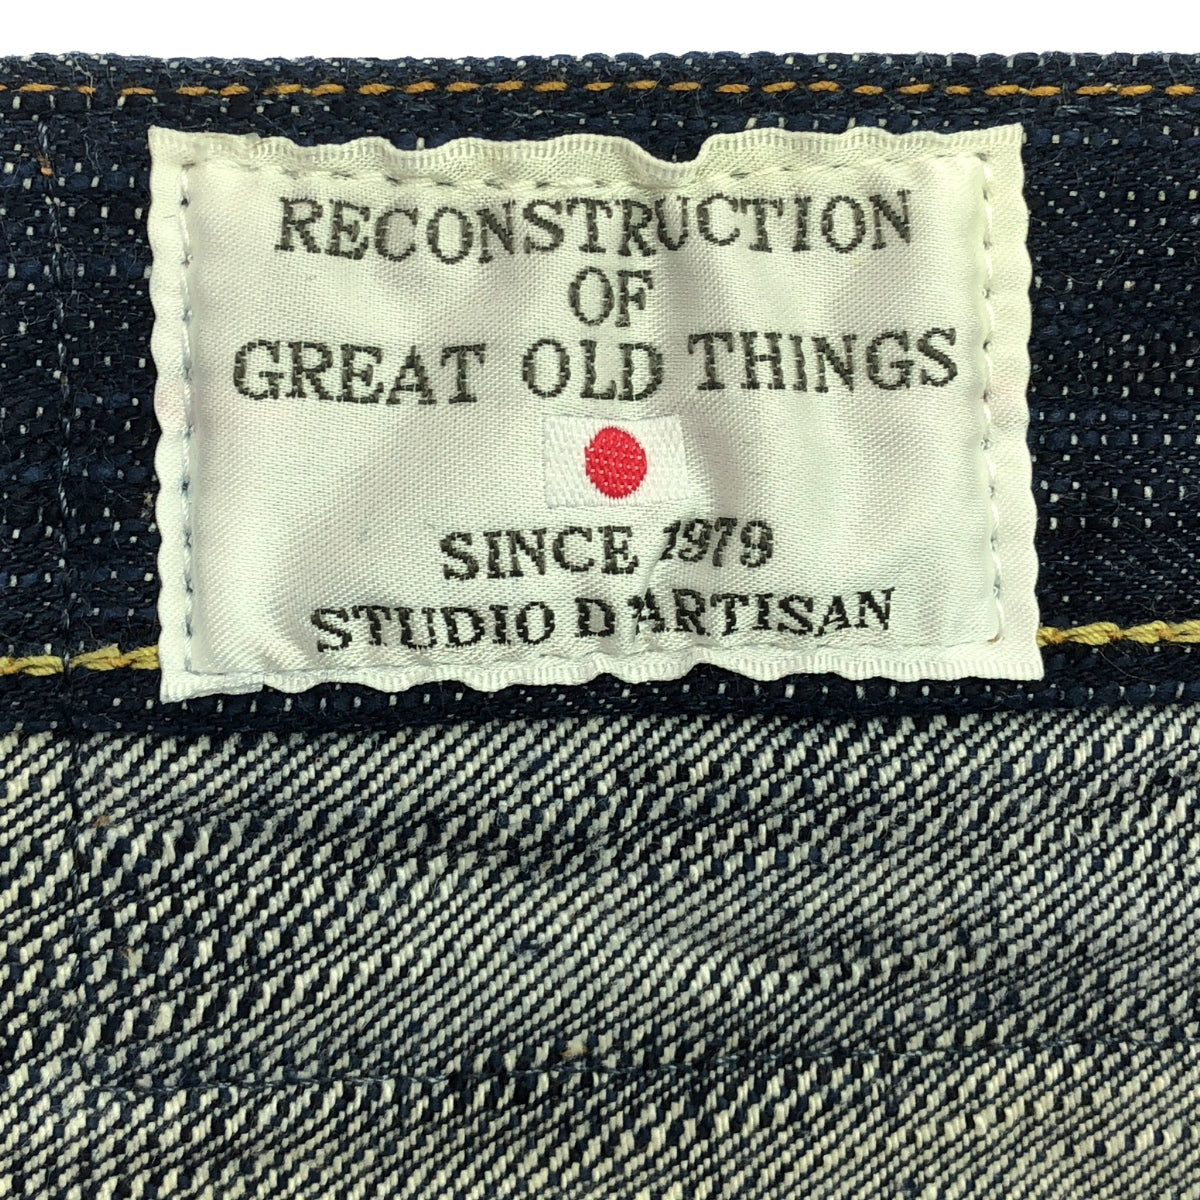 RECONSTRUCTION
OF
GREAT OLD THINGS
SINCE 1979
STUDIO D'ARTISAN